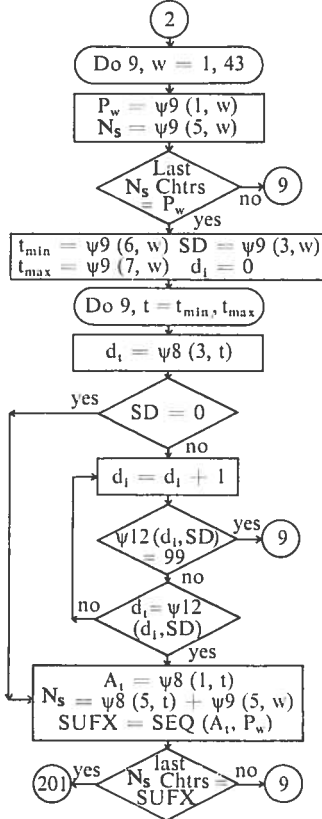 2
Do 9, w = 1, 43
P_w = ψ9 (1, w)
N_s = ψ9 (5, w)
Last
N_s Chtrs
= P_w
no
9
yes
t_min = ψ9 (6, w) SD = ψ9 (3, w)
t_max = ψ9 (7, w) d_i = 0
Do 9, t = t_min, t_max
d_t = ψ8 (3, t)
yes
SD = 0
no
d_i = d_i + 1
ψ12 (d_i, SD)
= 99
yes
9
no
no
d_t = ψ12
(d_i, SD)
yes
A_t = ψ8 (1, t)
N_s = ψ8 (5, t) + ψ9 (5, w)
SUFX = SEQ (A_t, P_w)
201
yes
last
N_s Chtrs =
SUFX
no
9